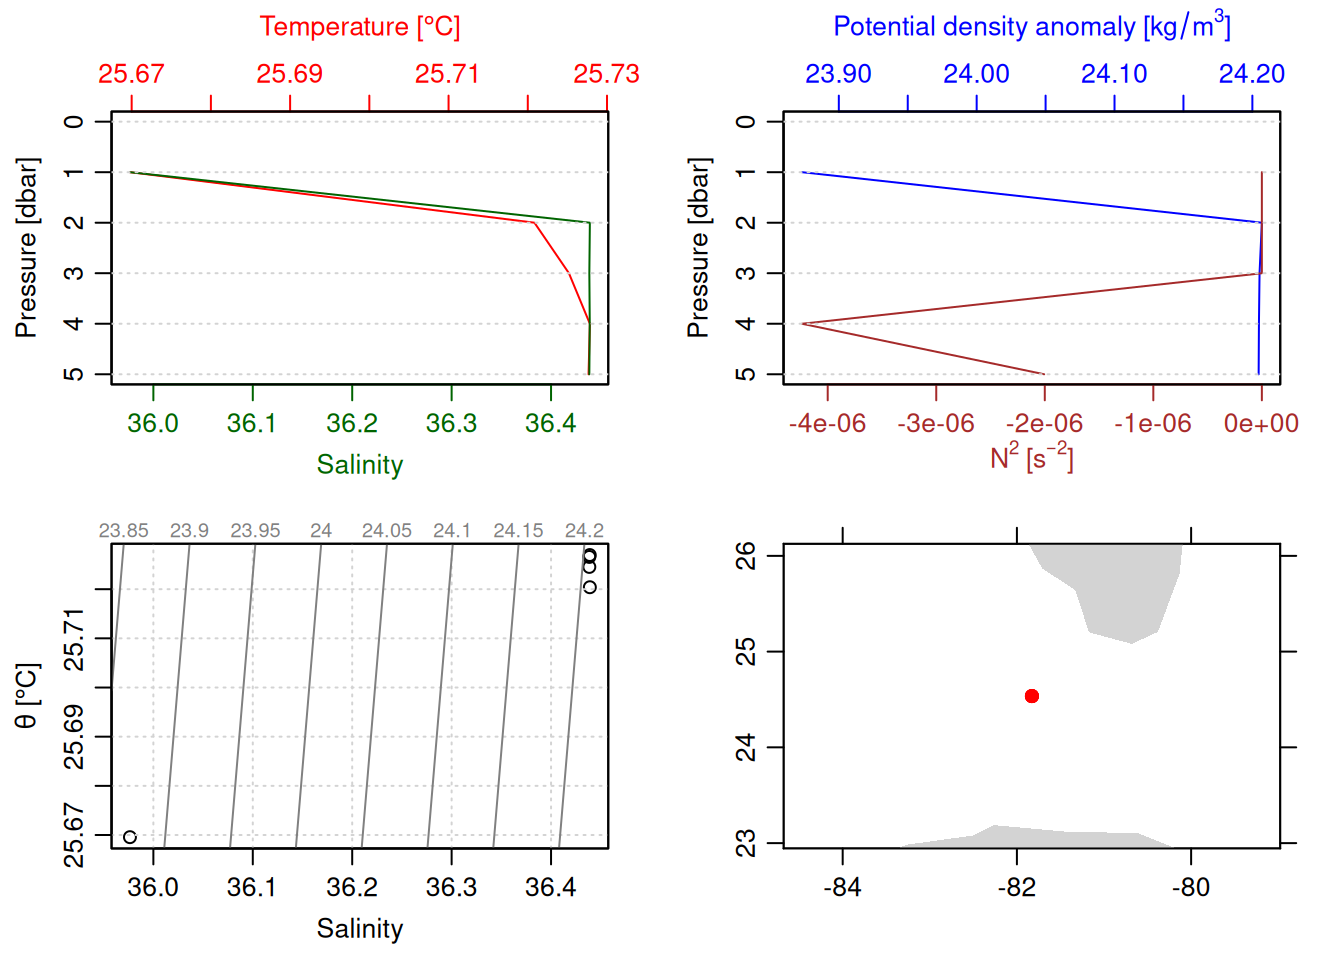 Temperature [°C]
25.67 25.69 25.71 25.73
0
1
2
3
4
5
Pressure [dbar]
36.0 36.1 36.2 36.3 36.4
Salinity
Potential density anomaly [kg/m³]
23.90 24.00 24.10 24.20
0
1
2
3
4
5
Pressure [dbar]
-4e-06 -3e-06 -2e-06 -1e-06 0e+00
N² [s⁻²]
23.85 23.9 23.95 24 24.05 24.1 24.15 24.2
25.71
25.69
25.67
θ [°C]
36.0 36.1 36.2 36.3 36.4
Salinity
26
25
24
23
-84 -82 -80